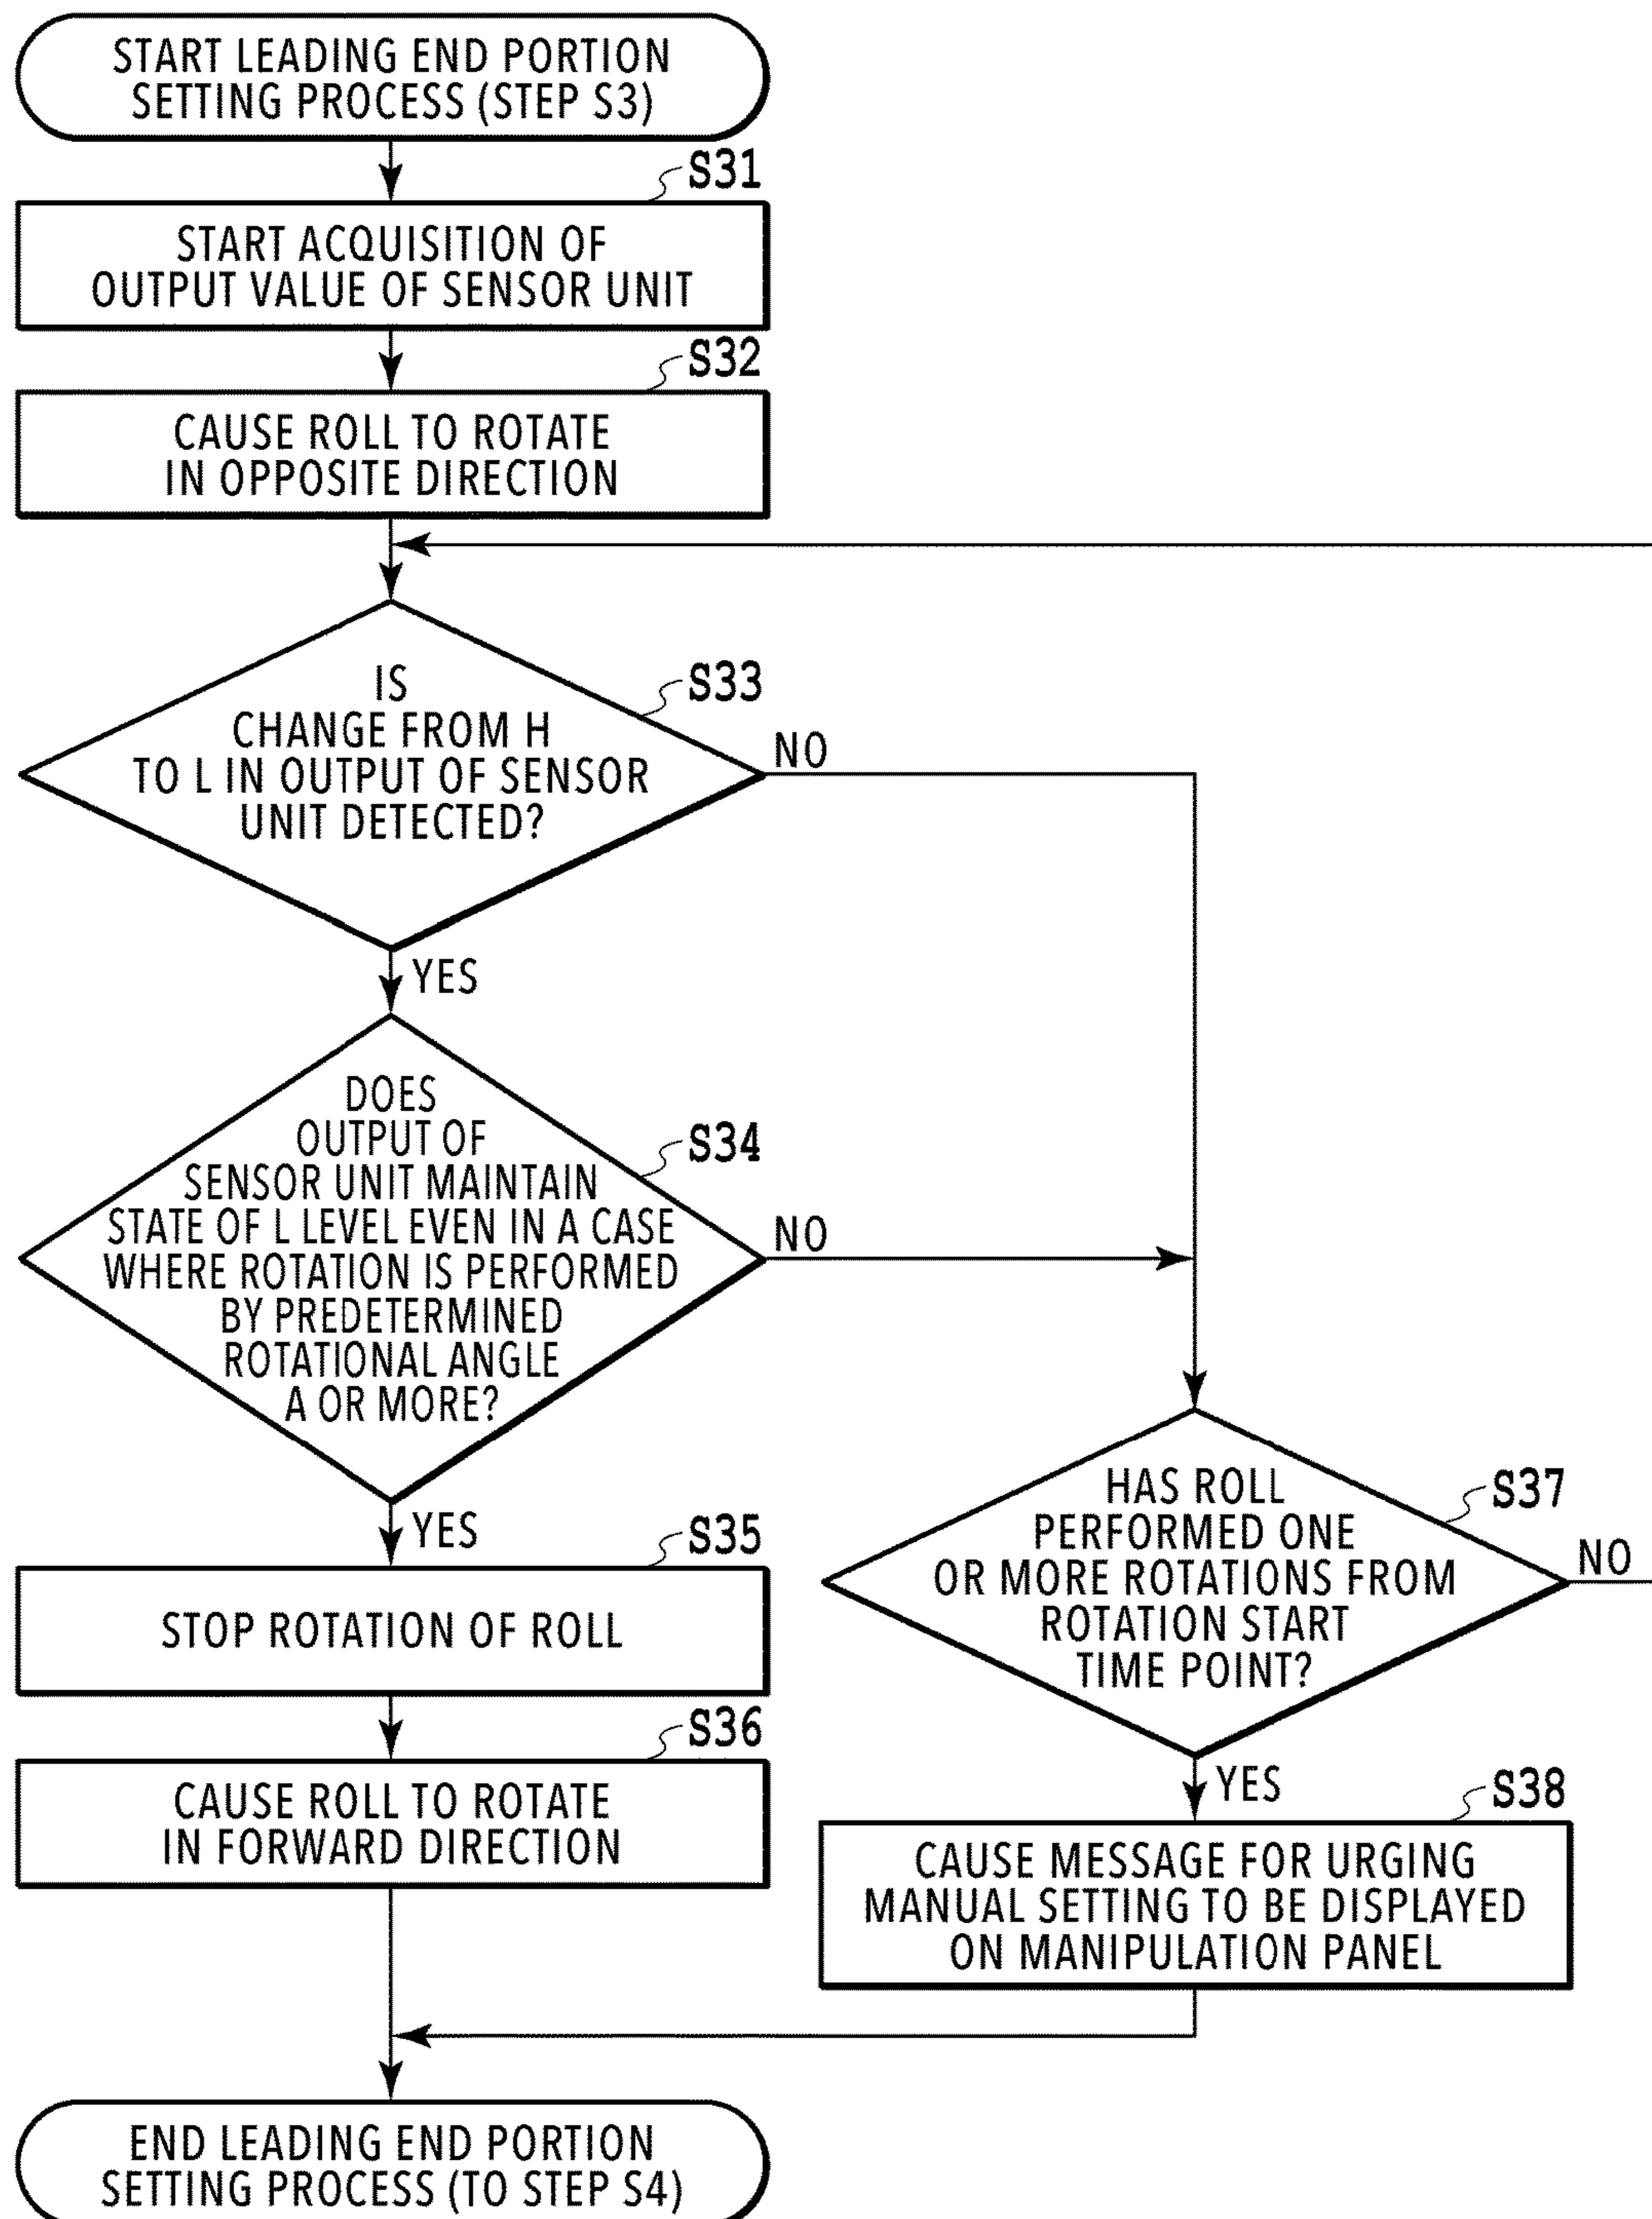 START LEADING END PORTION
SETTING PROCESS (STEP S3)
S31
START ACQUISITION OF
OUTPUT VALUE OF SENSOR UNIT
S32
CAUSE ROLL TO ROTATE
IN OPPOSITE DIRECTION
S33
IS
CHANGE FROM H
TO L IN OUTPUT OF SENSOR
UNIT DETECTED?
NO
YES
S34
DOES
OUTPUT OF
SENSOR UNIT MAINTAIN
STATE OF L LEVEL EVEN IN A CASE
WHERE ROTATION IS PERFORMED
BY PREDETERMINED
ROTATIONAL ANGLE
A OR MORE?
NO
YES
S35
STOP ROTATION OF ROLL
S36
CAUSE ROLL TO ROTATE
IN FORWARD DIRECTION
S37
HAS ROLL
PERFORMED ONE
OR MORE ROTATIONS FROM
ROTATION START
TIME POINT?
NO
YES
S38
CAUSE MESSAGE FOR URGING
MANUAL SETTING TO BE DISPLAYED
ON MANIPULATION PANEL
END LEADING END PORTION
SETTING PROCESS (TO STEP S4)